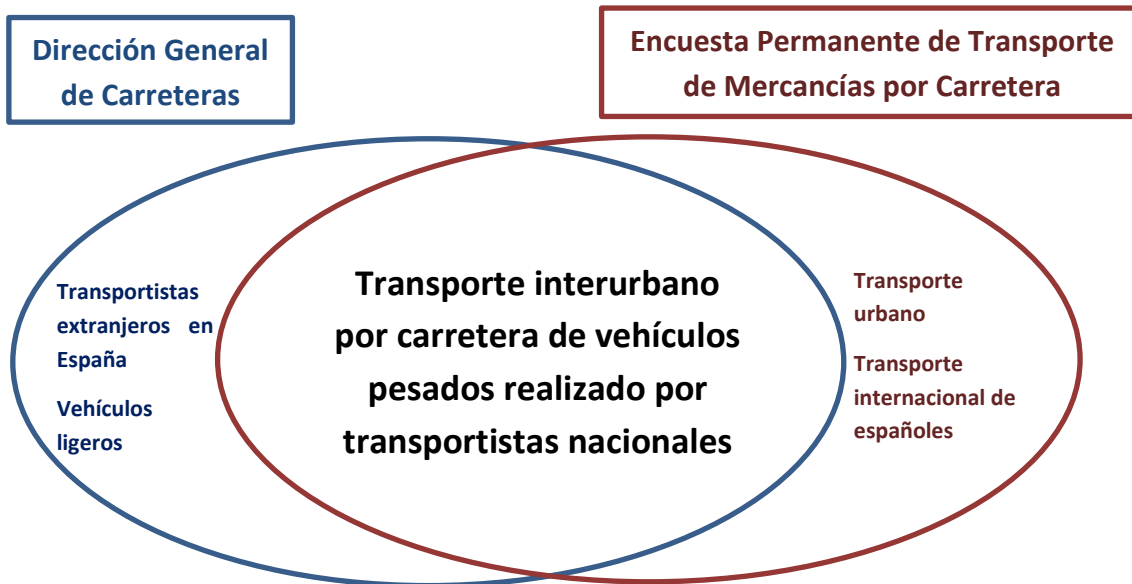 Dirección General
de Carreteras
Encuesta Permanente de Transporte
de Mercancías por Carretera
Transportistas
extranjeros en
España
Vehículos
ligeros
Transporte interurbano
por carretera de vehículos
pesados realizado por
transportistas nacionales
Transporte
urbano
Transporte
internacional de
españoles